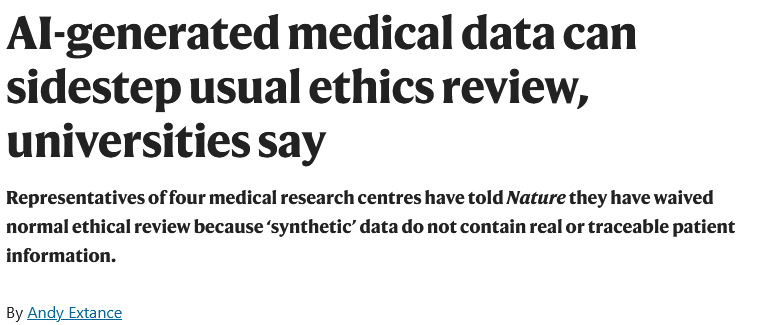 AI-generated medical data can
sidestep usual ethics review,
universities say
Representatives of four medical research centres have told Nature they have waived
normal ethical review because ‘synthetic’ data do not contain real or traceable patient
information.
By Andy Extance